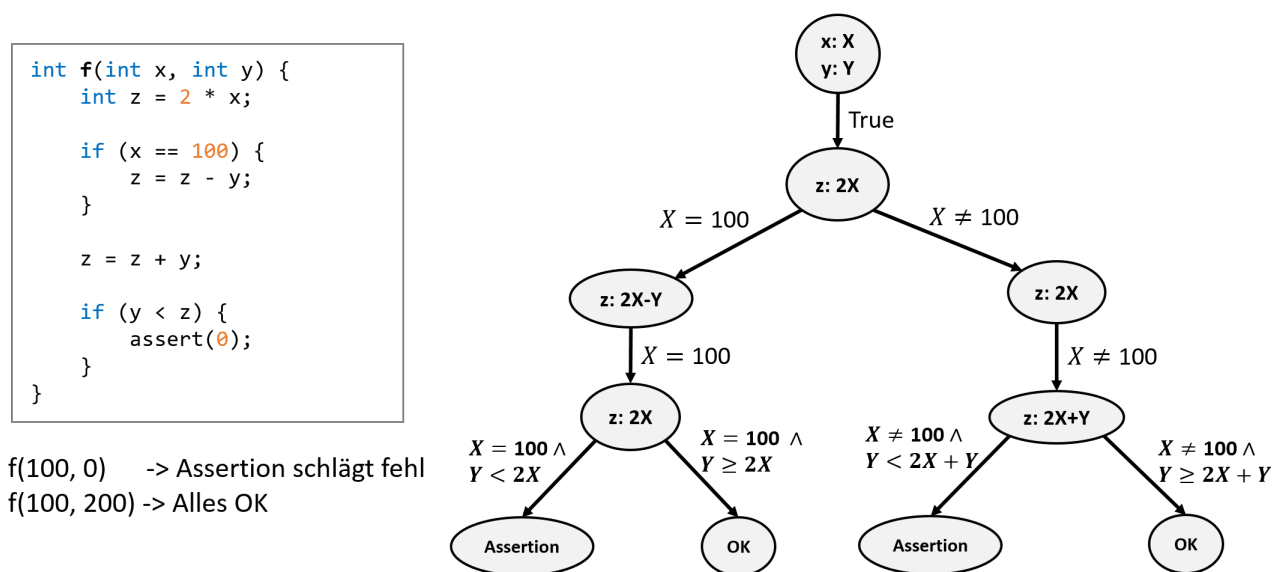 int f(int x, int y) {
int z = 2 * x;
if (x == 100) {
z = z - y;
}
z = z + y;
if (y < z) {
assert(0);
}
}
f(100, 0) -> Assertion schlägt fehl
f(100, 200) -> Alles OK
x: X
y: Y
True
z: 2X
X = 100
X ≠ 100
z: 2X-Y
z: 2X
X = 100
X ≠ 100
z: 2X
z: 2X+Y
X = 100 ∧
Y < 2X
X = 100 ∧
Y ≥ 2X
X ≠ 100 ∧
Y < 2X + Y
X ≠ 100 ∧
Y ≥ 2X + Y
Assertion
OK
Assertion
OK